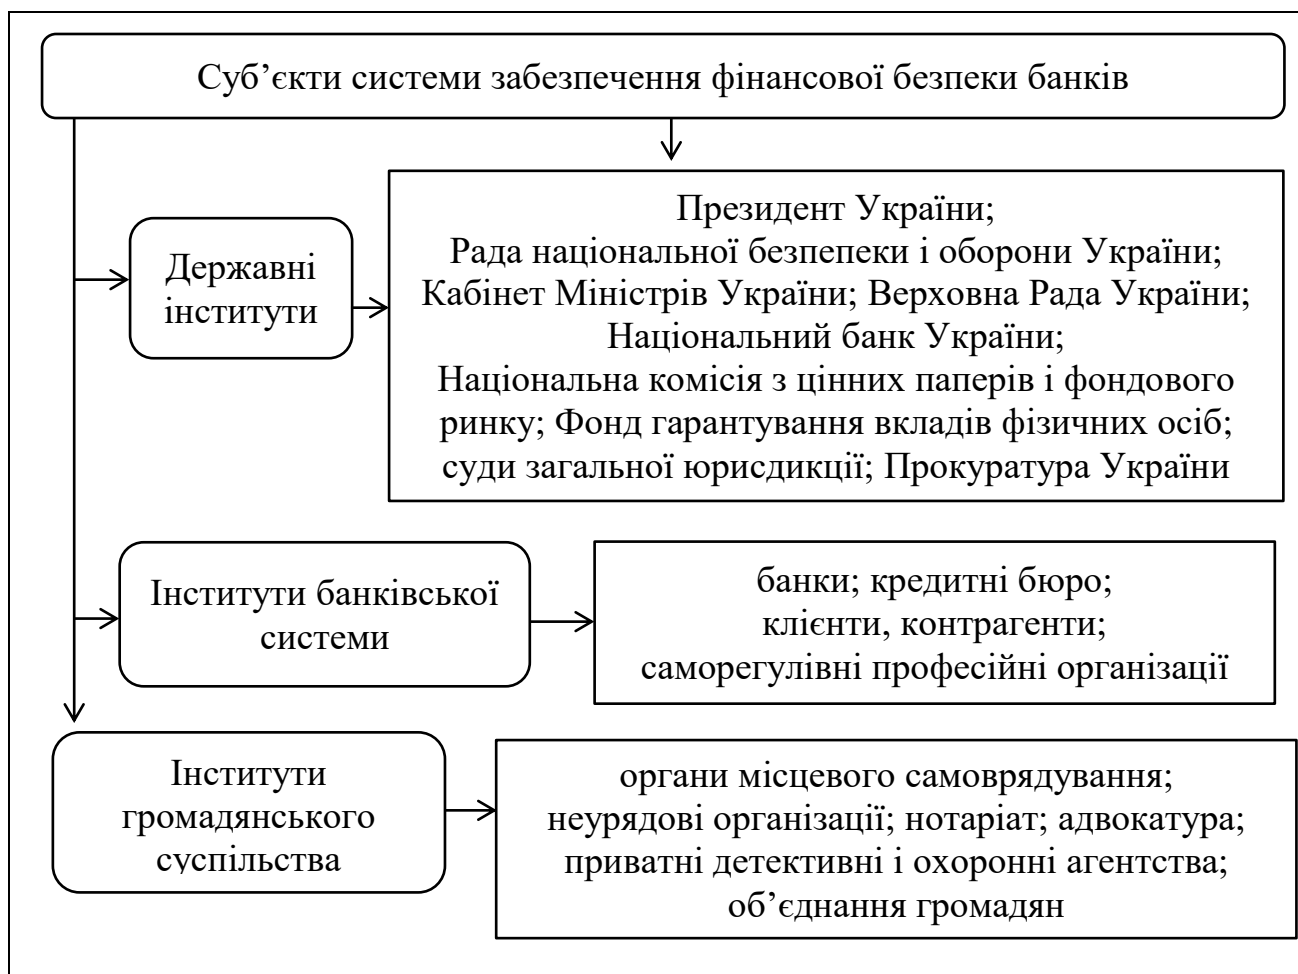 Суб’єкти системи забезпечення фінансової безпеки банків
Державні
інститути
Президент України;
Рада національної безпепеки і оборони України;
Кабінет Міністрів України; Верховна Рада України;
Національний банк України;
Національна комісія з цінних паперів і фондового
ринку; Фонд гарантування вкладів фізичних осіб;
суди загальної юрисдикції; Прокуратура України
Інститути банківської
системи
банки; кредитні бюро;
клієнти, контрагенти;
саморегулівні професійні організації
Інститути
громадянського
суспільства
органи місцевого самоврядування;
неурядові організації; нотаріат; адвокатура;
приватні детективні і охоронні агентства;
об’єднання громадян